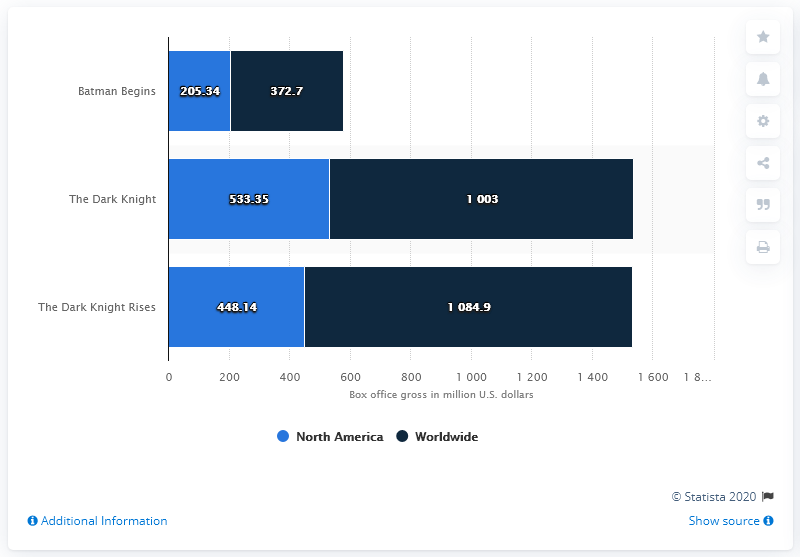 Batman Begins
205.34
372.7
The Dark Knight
533.35
1 003
The Dark Knight Rises
448.14
1 084.9
0 200 400 600 800 1 000 1 200 1 400 1 600 1 8...
Box office gross in million U.S. dollars
North America Worldwide
© Statista 2020
Additional Information Show source